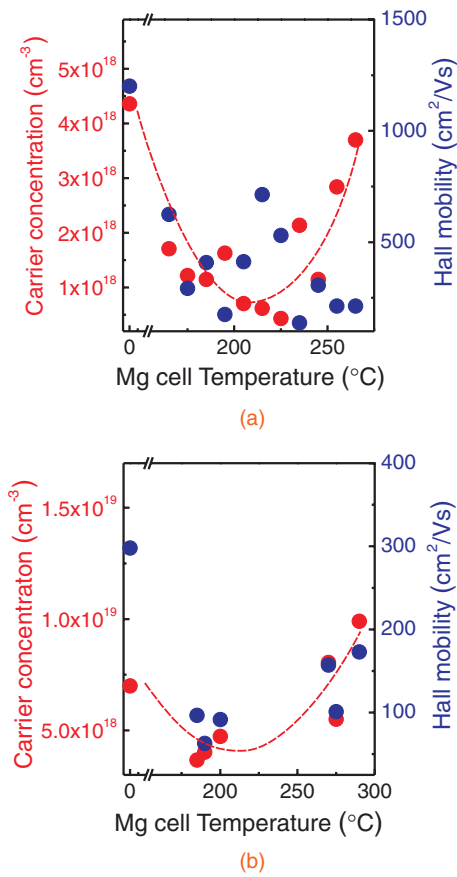 1500
5x10^18
4x10^18
1000
3x10^18
2x10^18
500
1x10^18
Carrier concentration (cm^-3)
Hall mobility (cm^2/Vs)
0 200 250
Mg cell Temperature (°C)
(a)
400
1.5x10^19
300
1.0x10^19
200
5.0x10^18
100
Carrier concentraton (cm^-3)
Hall mobility (cm^2/Vs)
0 200 250 300
Mg cell Temperature (°C)
(b)